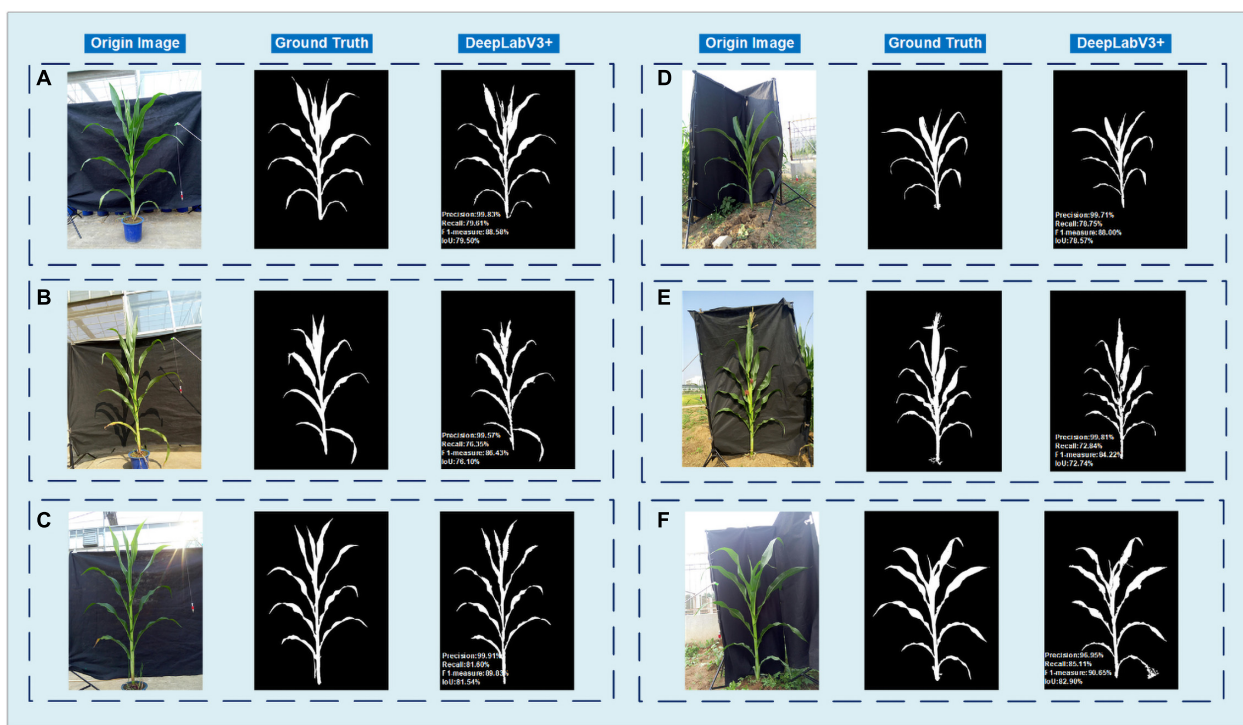 Origin Image
Ground Truth
DeepLabV3+
Origin Image
Ground Truth
DeepLabV3+
A
Precision:99.83%
Recall:79.61%
F1-measure:88.58%
IoU:79.50%
D
Precision:99.71%
Recall:78.75%
F1-measure:88.00%
IoU:78.57%
B
Precision:99.57%
Recall:76.35%
F1-measure:86.43%
IoU:76.10%
E
Precision:99.81%
Recall:72.84%
F1-measure:84.22%
IoU:72.74%
C
Precision:99.91%
Recall:81.60%
F1-measure:89.83%
IoU:81.54%
F
Precision:96.95%
Recall:85.11%
F1-measure:90.65%
IoU:82.90%